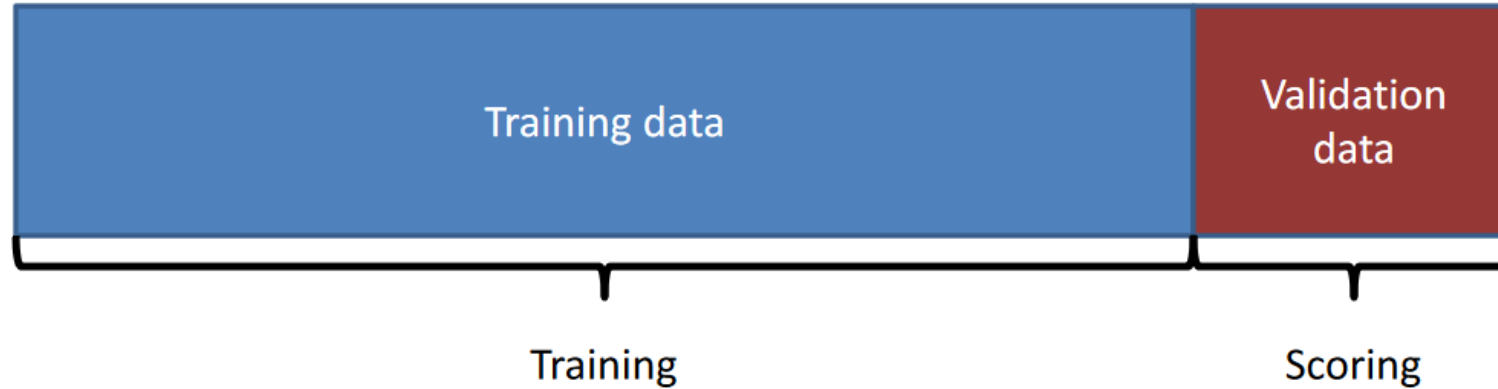 Training data
Validation
data
Training
Scoring